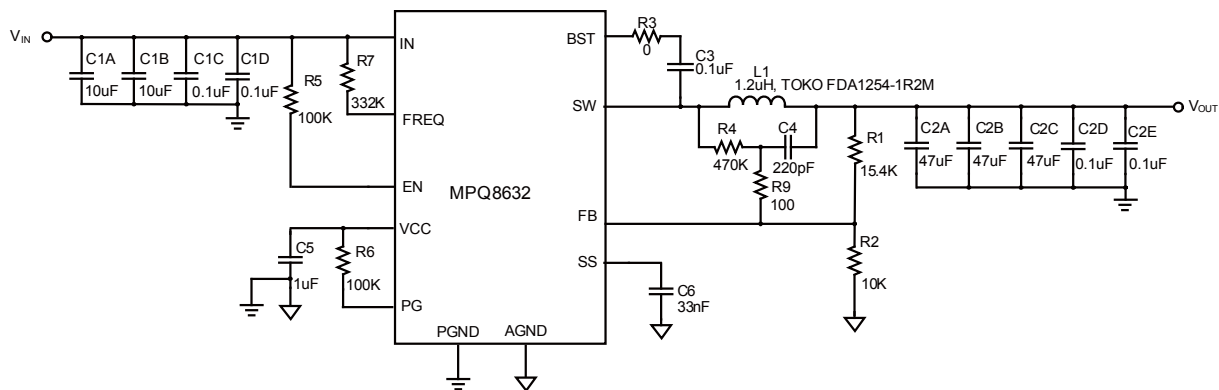 VIN
C1A
10uF
C1B
10uF
C1C
0.1uF
C1D
0.1uF
R5
100K
R7
332K
IN
FREQ
EN
VCC
PG
C5
1uF
R6
100K
MPQ8632
PGND
AGND
BST
SW
FB
SS
R3
0
C3
0.1uF
L1
1.2uH, TOKO FDA1254-1R2M
R4
470K
C4
220pF
R9
100
R1
15.4K
R2
10K
C6
33nF
C2A
47uF
C2B
47uF
C2C
47uF
C2D
0.1uF
C2E
0.1uF
VOUT